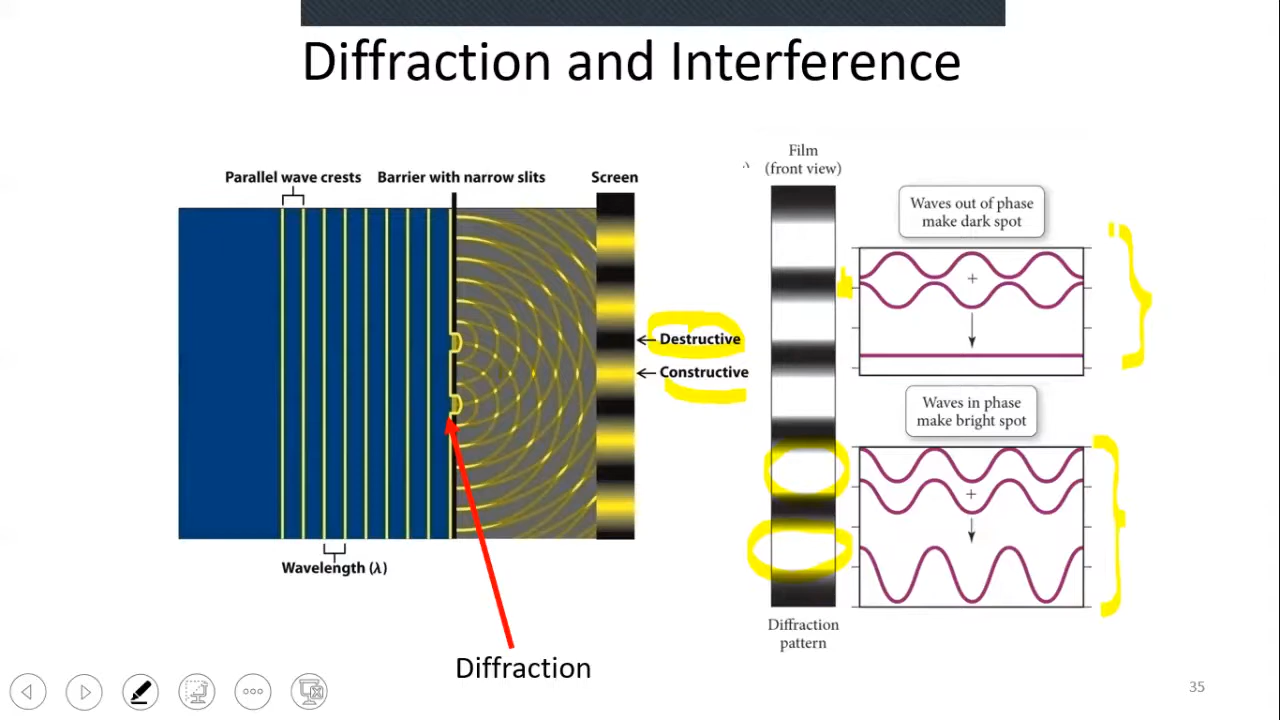 Diffraction and Interference
Parallel wave crests
Barrier with narrow slits
Screen
Destructive
Constructive
Wavelength (λ)
Diffraction
λ
Film
(front view)
Waves out of phase
make dark spot
+
Waves in phase
make bright spot
+
Diffraction
pattern
35